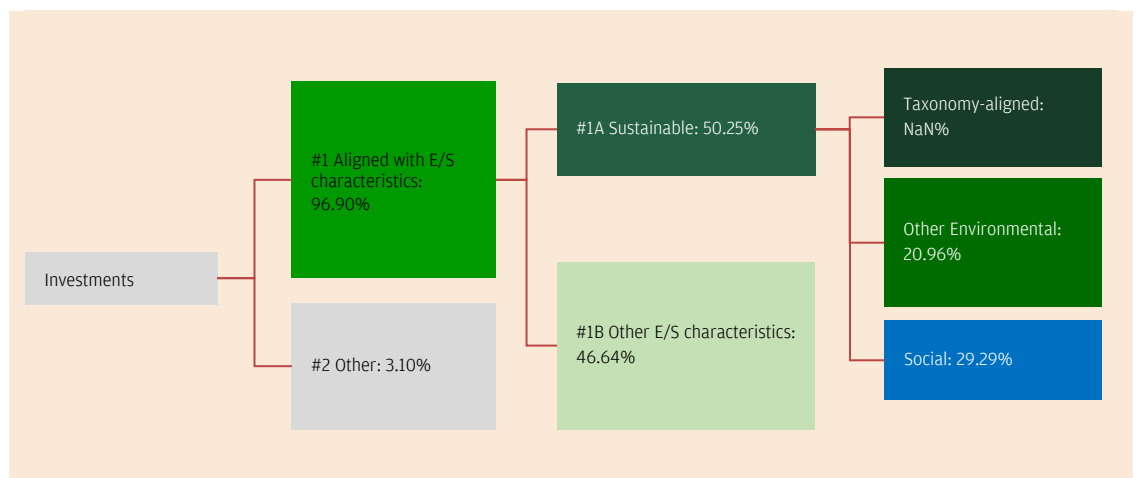 Investments
#1 Aligned with E/S
characteristics:
96.90%
#2 Other: 3.10%
#1A Sustainable: 50.25%
#1B Other E/S characteristics:
46.64%
Taxonomy-aligned:
NaN%
Other Environmental:
20.96%
Social: 29.29%